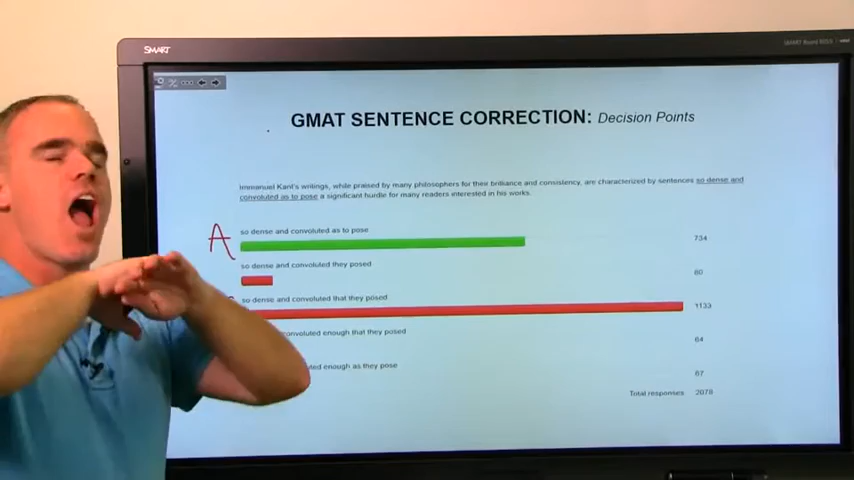 SMART
GMAT SENTENCE CORRECTION: Decision Points
Immanuel Kant's writings, while praised by many philosophers for their brilliance and consistency, are characterized by sentences so dense and
convoluted as to pose a significant hurdle for many readers interested in his works.
A
so dense and convoluted as to pose
734
so dense and convoluted they posed
80
so dense and convoluted that they posed
1133
convoluted enough that they posed
64
enough as they pose
67
Total responses 2078